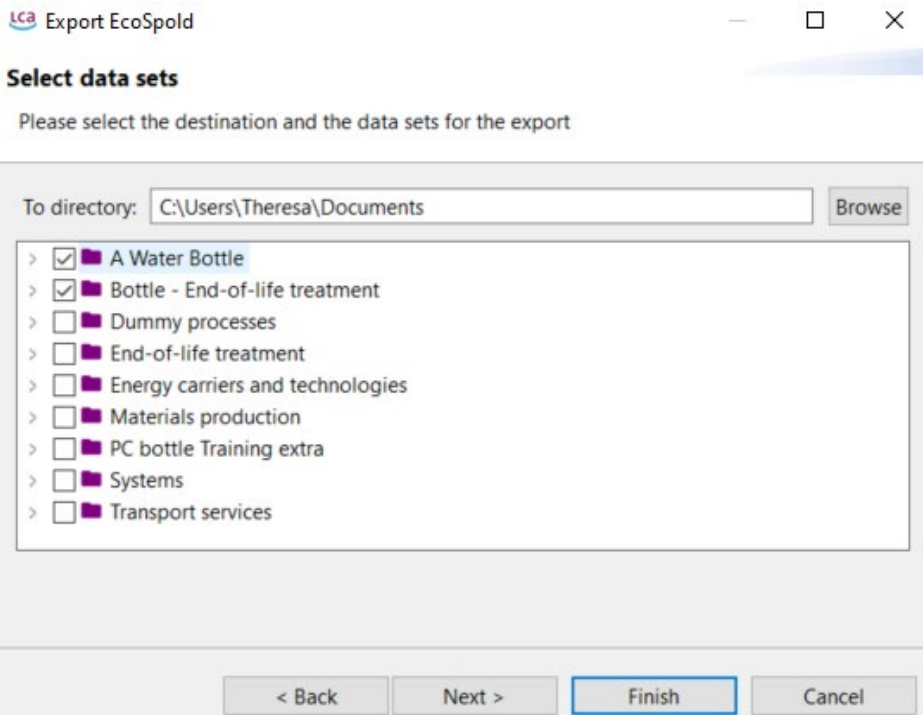 LCa Export EcoSpold
Select data sets
Please select the destination and the data sets for the export
To directory: C:\Users\Theresa\Documents Browse
A Water Bottle
Bottle - End-of-life treatment
Dummy processes
End-of-life treatment
Energy carriers and technologies
Materials production
PC bottle Training extra
Systems
Transport services
< Back Next > Finish Cancel